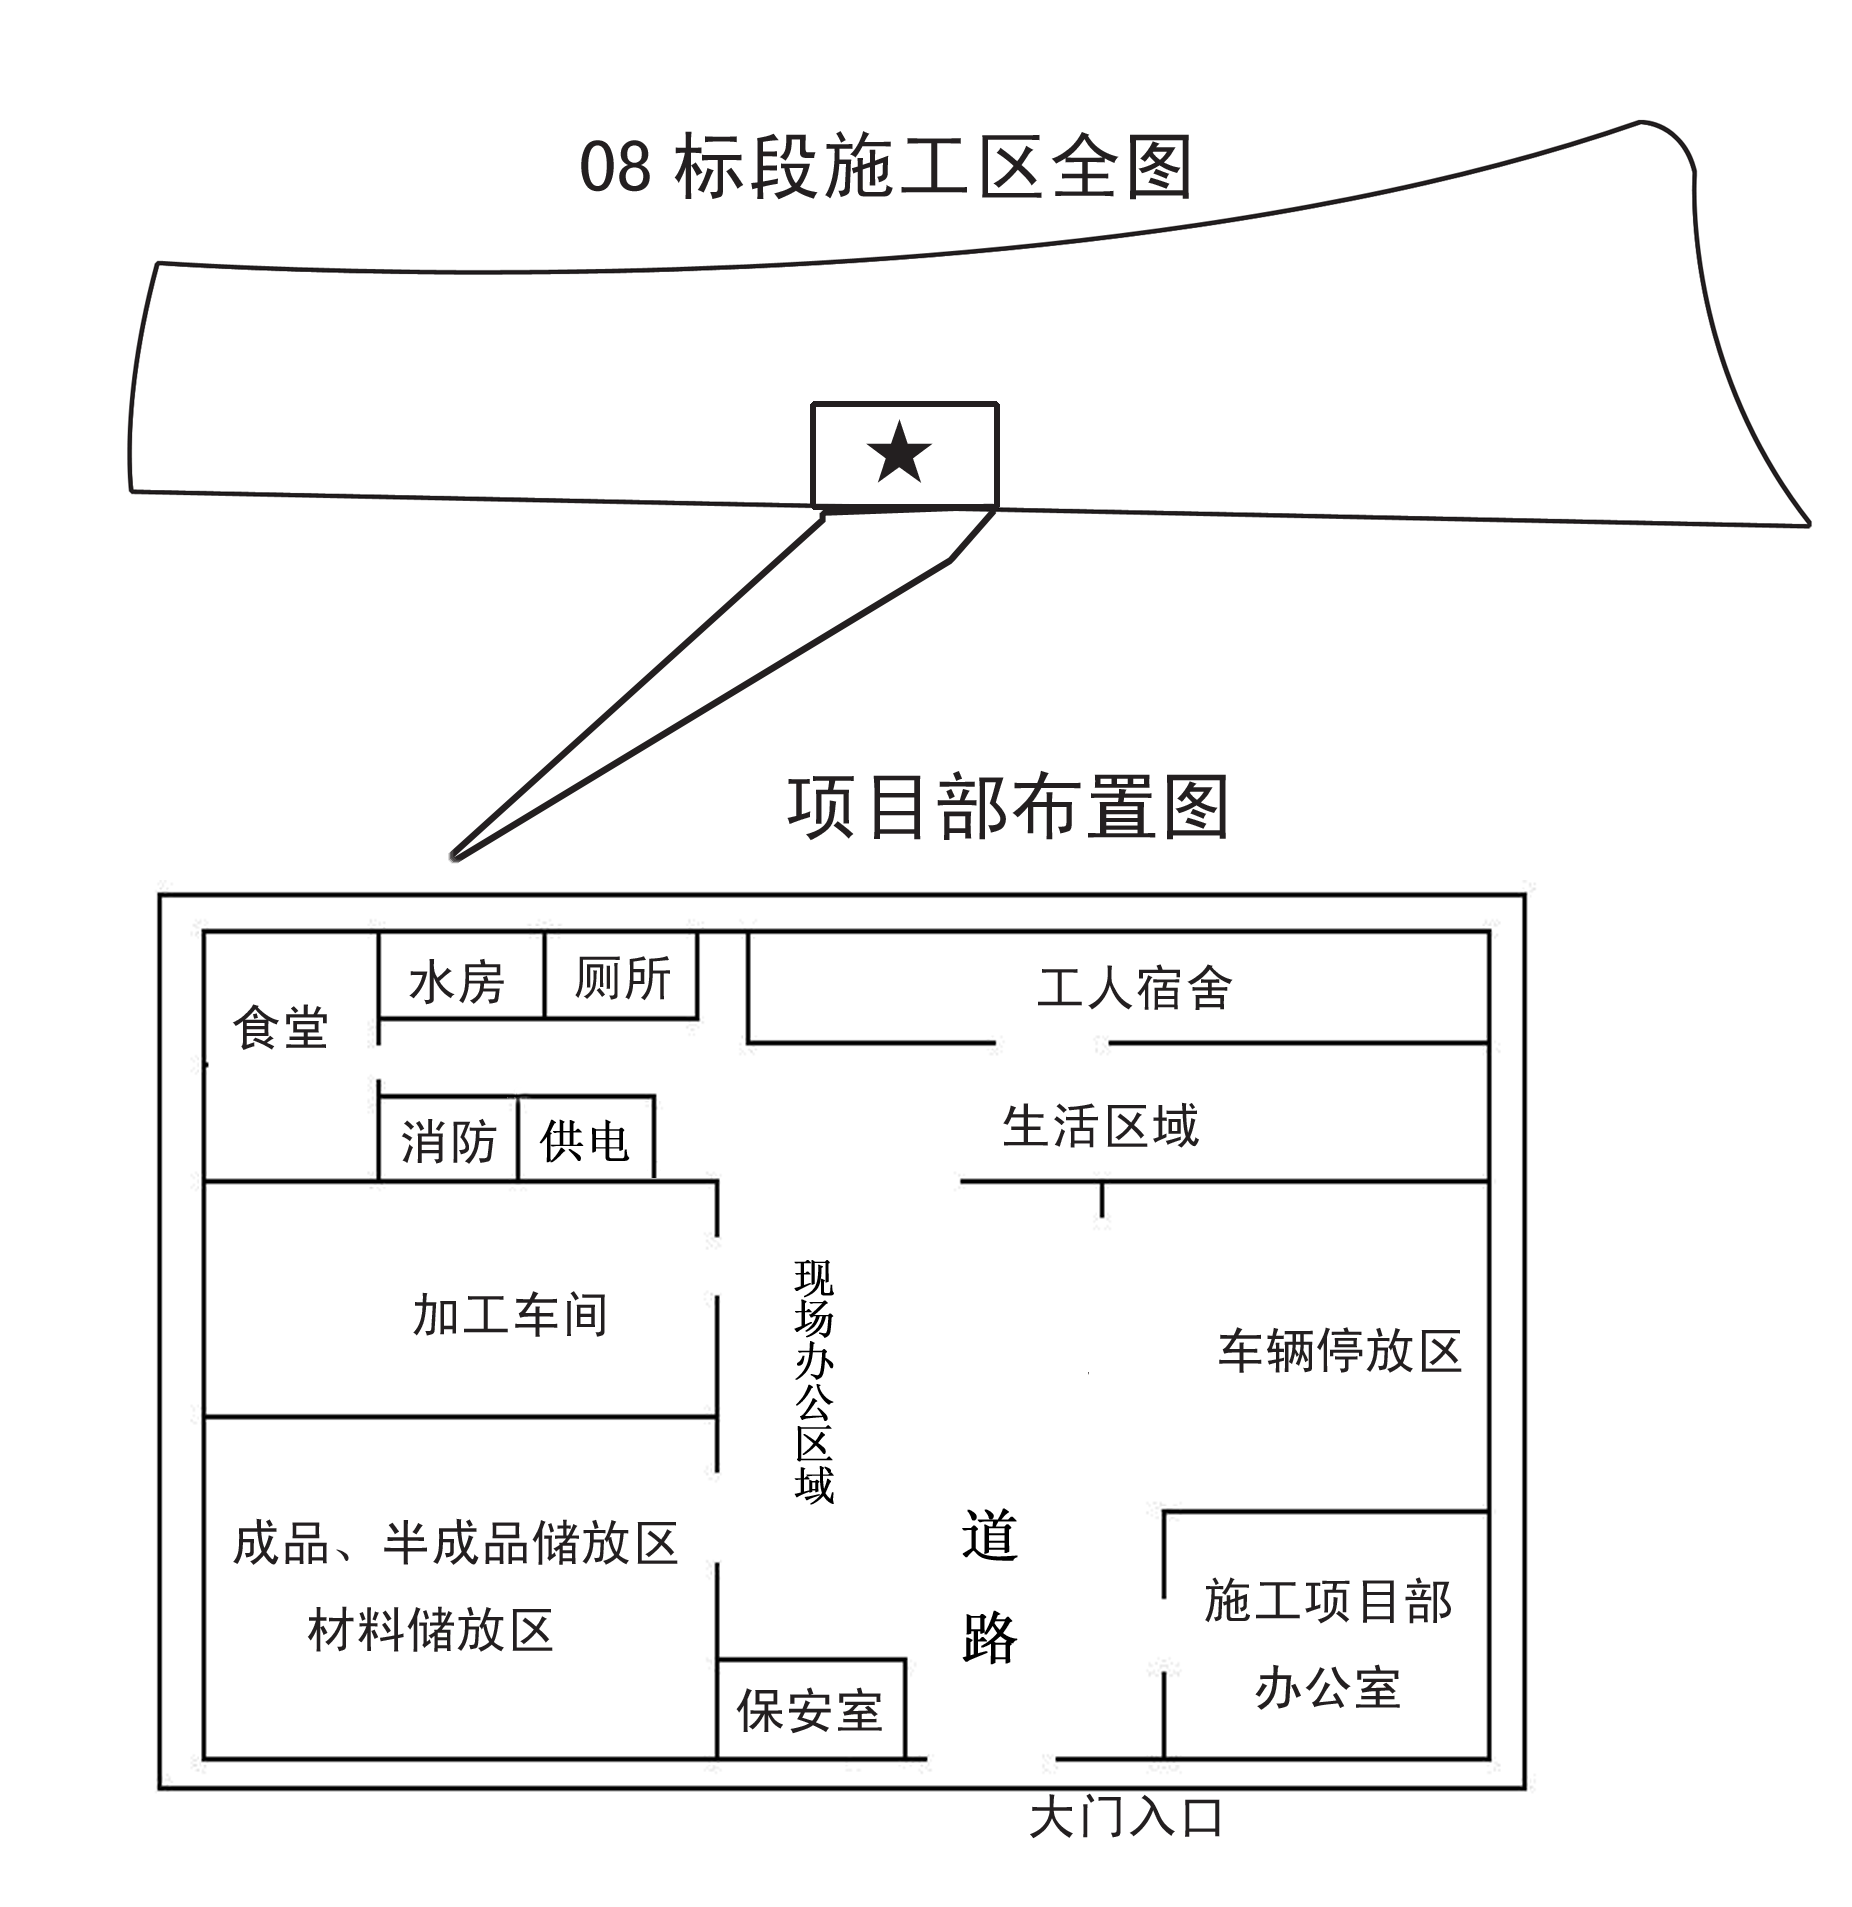 08 标段施工区全图
项目部布置图
水房
厕所
工人宿舍
食堂
生活区域
消防
供电
现场办公区域
加工车间
车辆停放区
道路
成品、半成品储放区
材料储放区
施工项目部
办公室
保安室
大门入口